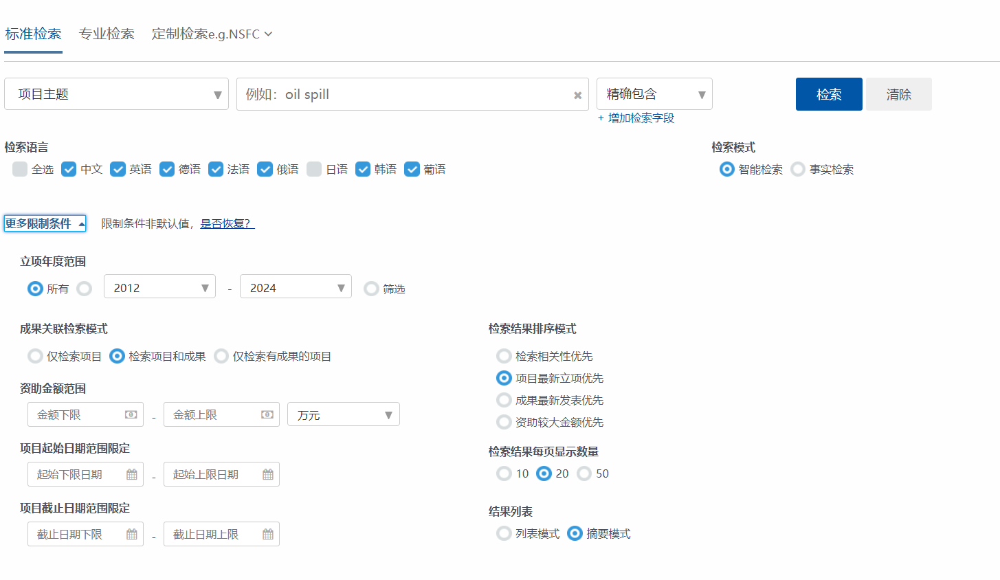 标准检索 专业检索 定制检索e.g.NSFC
项目主题 例如：oil spill 精确包含 检索 清除
+ 增加检索字段
检索语言 检索模式
全选 中文 英语 德语 法语 俄语 日语 韩语 葡语 智能检索 事实检索
更多限制条件 限制条件非默认值，是否恢复？
立项年度范围
所有 2012 - 2024 筛选
成果关联检索模式 检索结果排序模式
仅检索项目 检索项目和成果 仅检索有成果的项目 检索相关性优先
项目最新立项优先
资助金额范围
成果最新发表优先
金额下限 - 金额上限 万元
资助较大金额优先
项目起始日期范围限定 检索结果每页显示数量
起始下限日期 - 起始上限日期 10 20 50
项目截止日期范围限定 结果列表
截止日期下限 - 截止日期上限 列表模式 摘要模式